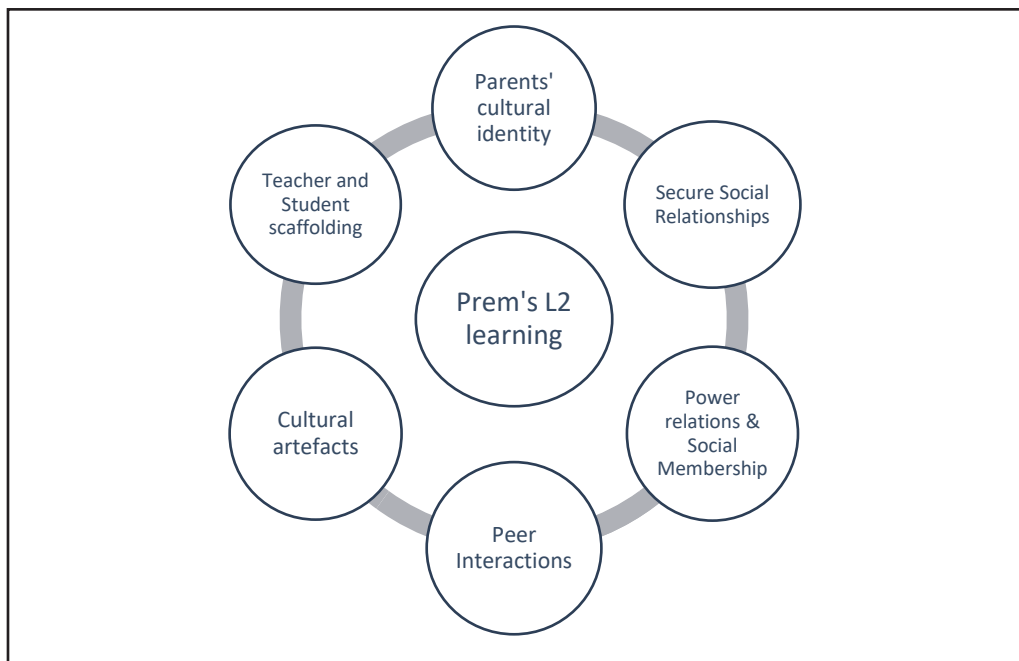 Parents'
cultural
identity
Secure Social
Relationships
Power
relations &
Social
Membership
Peer
Interactions
Cultural
artefacts
Teacher and
Student
scaffolding
Prem's L2
learning